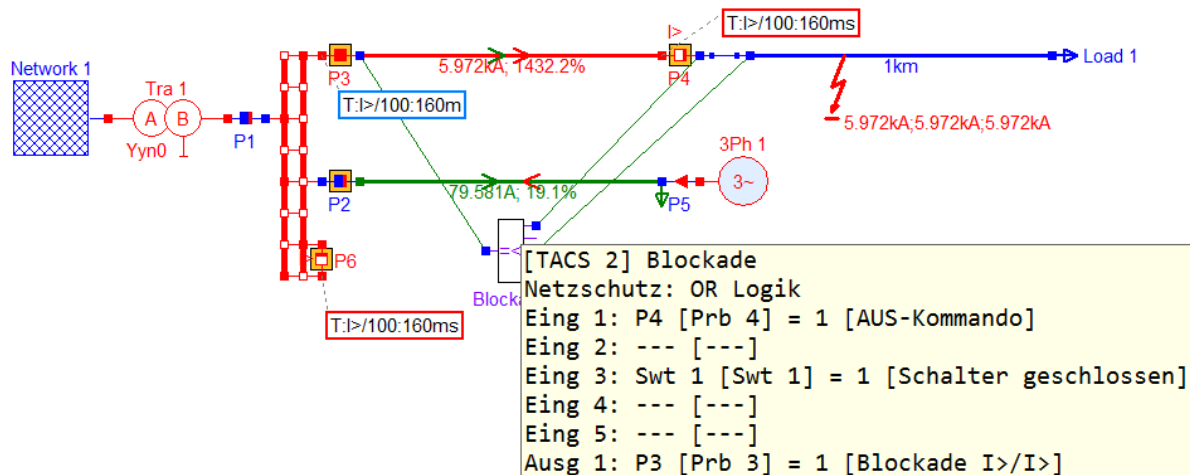 I>
T:I>/100:160ms
Network 1
Tra 1
A B
Yyn0
P1
P3
5.972kA; 1432.2%
P4
1km
Load 1
T:I>/100:160m
5.972kA;5.972kA;5.972kA
3Ph 1
3~
P2
79.581A; 19.1%
P5
P6
T:I>/100:160ms
[TACS 2] Blockade
Netzschutz: OR Logik
Eing 1: P4 [Prb 4] = 1 [AUS-Kommando]
Eing 2: --- [---]
Eing 3: Swt 1 [Swt 1] = 1 [Schalter geschlossen]
Eing 4: --- [---]
Eing 5: --- [---]
Ausg 1: P3 [Prb 3] = 1 [Blockade I>/I>]